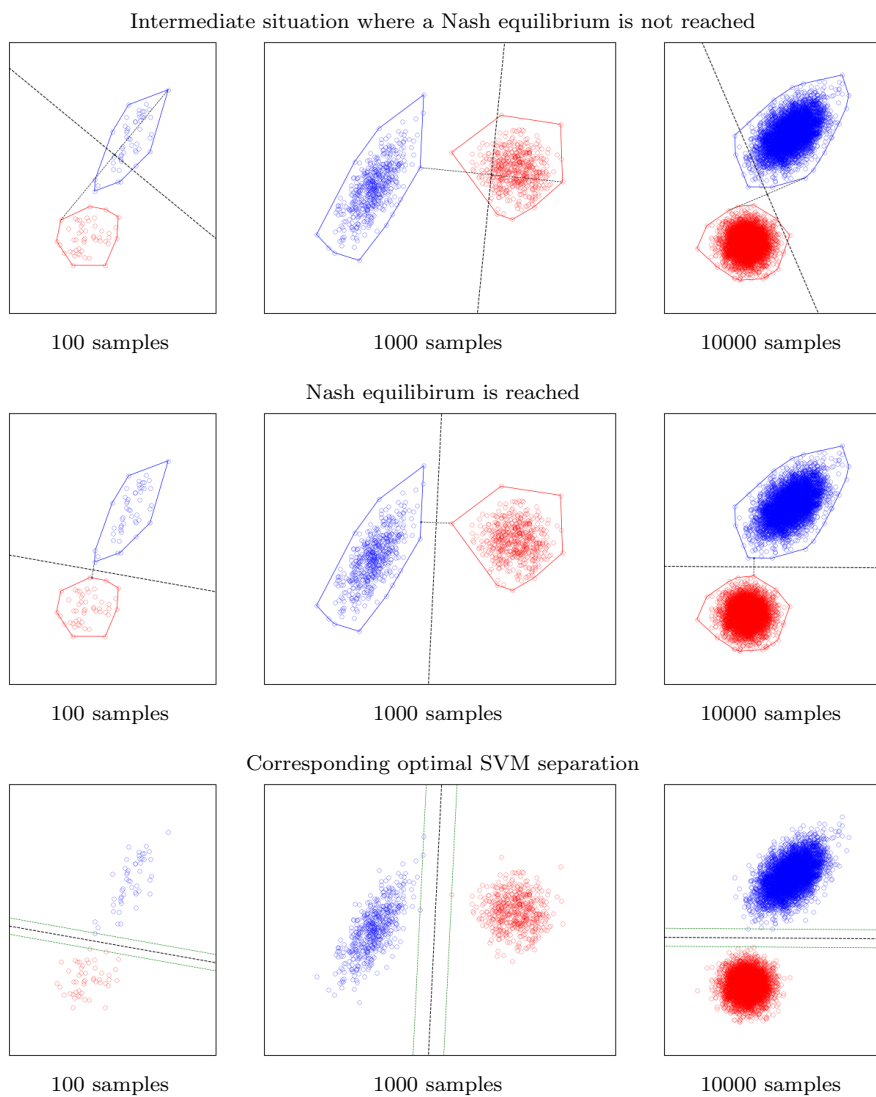 Intermediate situation where a Nash equilibrium is not reached
100 samples
1000 samples
10000 samples
Nash equilibirum is reached
100 samples
1000 samples
10000 samples
Corresponding optimal SVM separation
100 samples
1000 samples
10000 samples